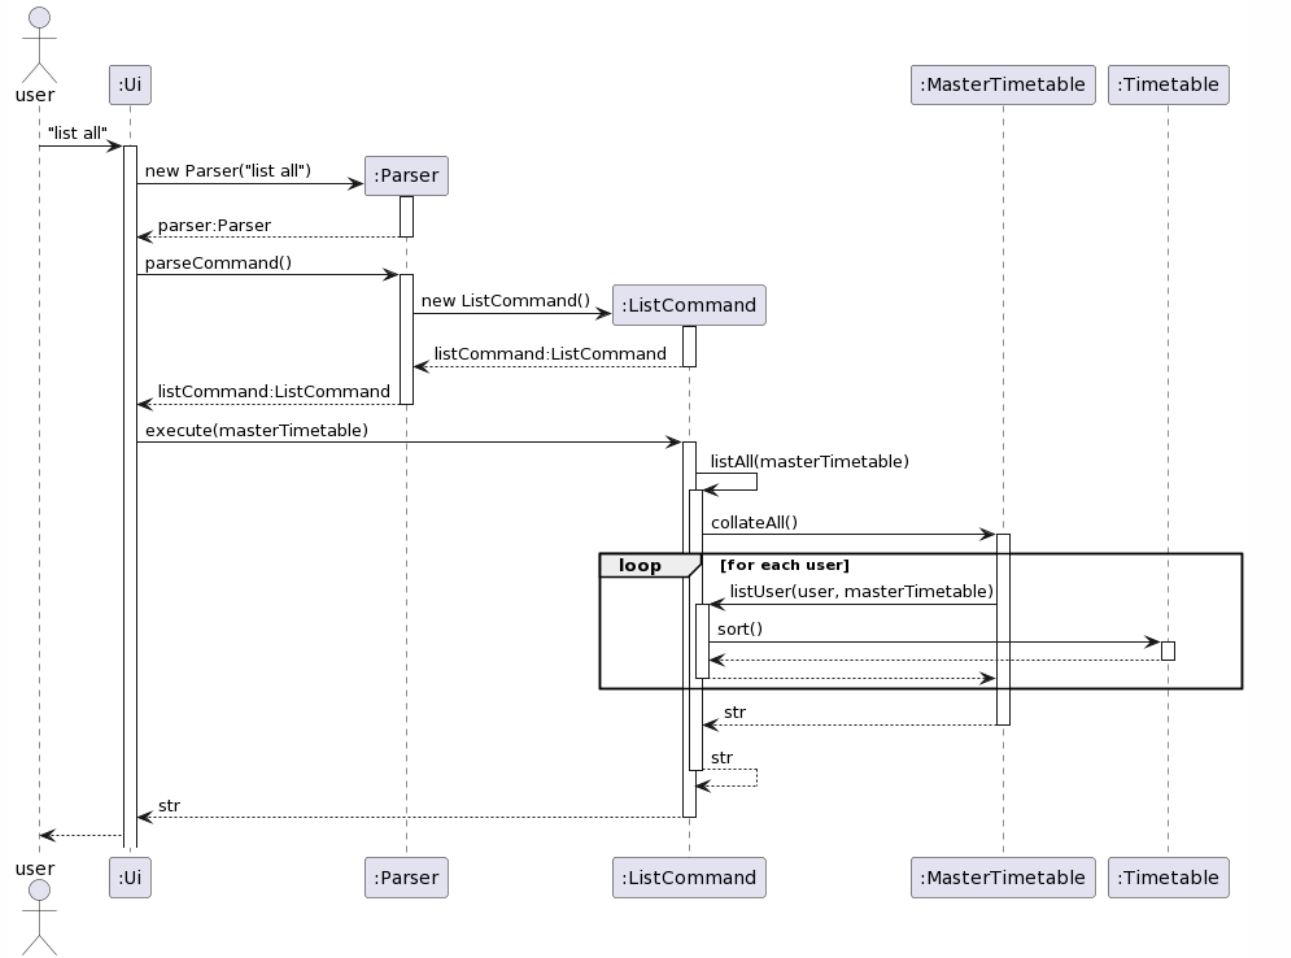 user
:Ui
:MasterTimetable
:Timetable
"list all"
new Parser("list all")
:Parser
parser:Parser
parseCommand()
new ListCommand()
:ListCommand
listCommand:ListCommand
listCommand:ListCommand
execute(masterTimetable)
listAll(masterTimetable)
collateAll()
loop
[for each user]
listUser(user, masterTimetable)
sort()
str
str
str
user
:Ui
:Parser
:ListCommand
:MasterTimetable
:Timetable